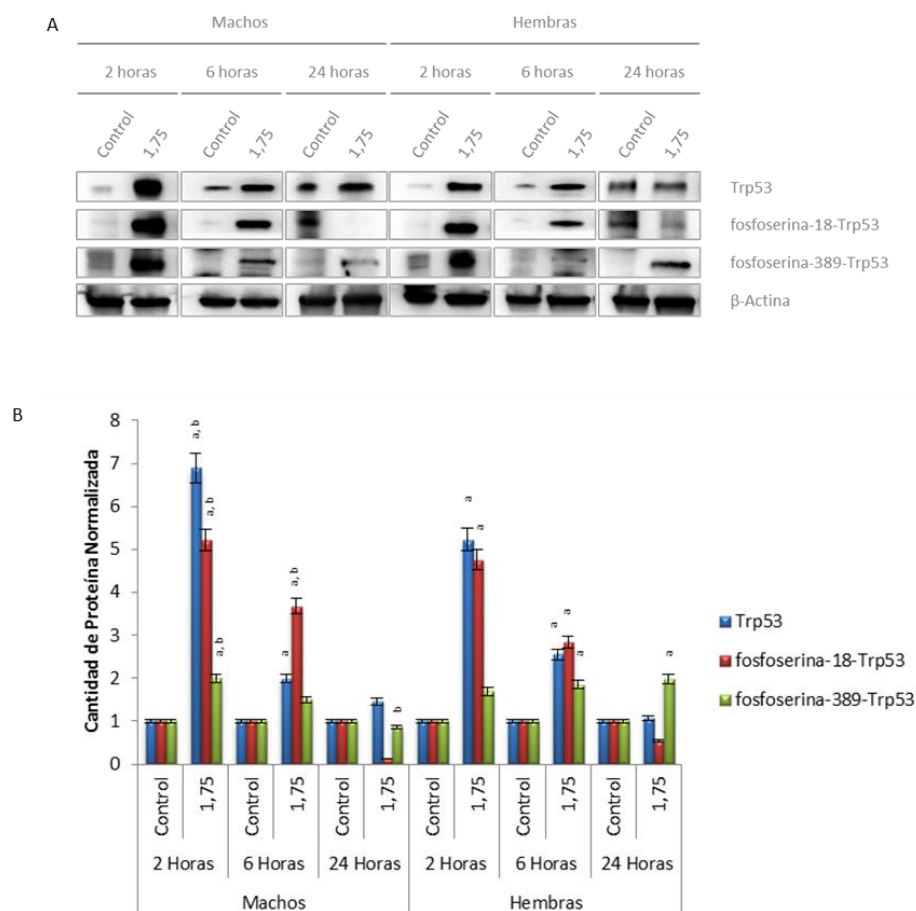 A
Machos Hembras
2 horas 6 horas 24 horas 2 horas 6 horas 24 horas
Control 1,75 Control 1,75 Control 1,75 Control 1,75 Control 1,75 Control 1,75
Trp53
fosfoserina-18-Trp53
fosfoserina-389-Trp53
β-Actina
B
Cantidad de Proteína Normalizada
8
7
6
5
4
3
2
1
0
a, b
a, b
a, b
a
a, b
b
a
a
a
a
a
a
Trp53
fosfoserina-18-Trp53
fosfoserina-389-Trp53
Control 1,75 Control 1,75 Control 1,75 Control 1,75 Control 1,75 Control 1,75
2 Horas 6 Horas 24 Horas 2 Horas 6 Horas 24 Horas
Machos Hembras